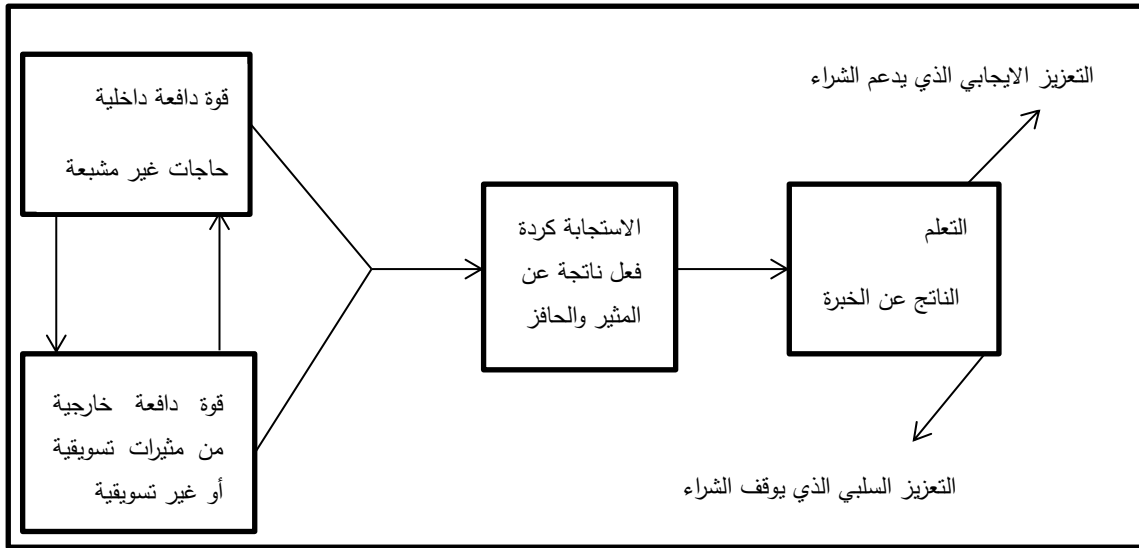 قوة دافعة داخلية
حاجات غير مشبعة
قوة دافعة خارجية
من مثيرات تسويقية
أو غير تسويقية
الاستجابة كردة
فعل ناتجة عن
المثير والحافز
التعلم
الناتج عن الخبرة
التعزيز الايجابي الذي يدعم الشراء
التعزيز السلبي الذي يوقف الشراء